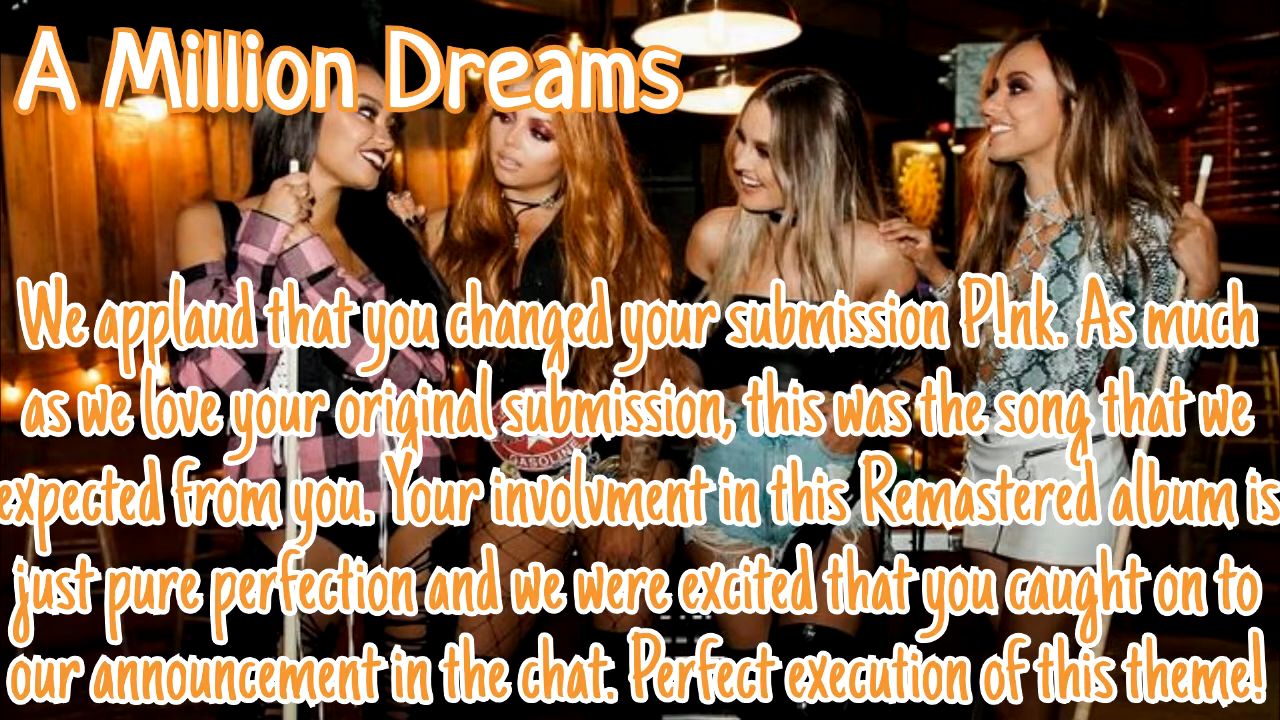 A Million Dreams
We applaud that you changed your submission P!nk. As much
as we love your original submission, this was the song that we
expected from you. Your involvment in this Remastered album is
just pure perfection and we were excited that you caught on to
our announcement in the chat. Perfect execution of this theme!
GASOLIN